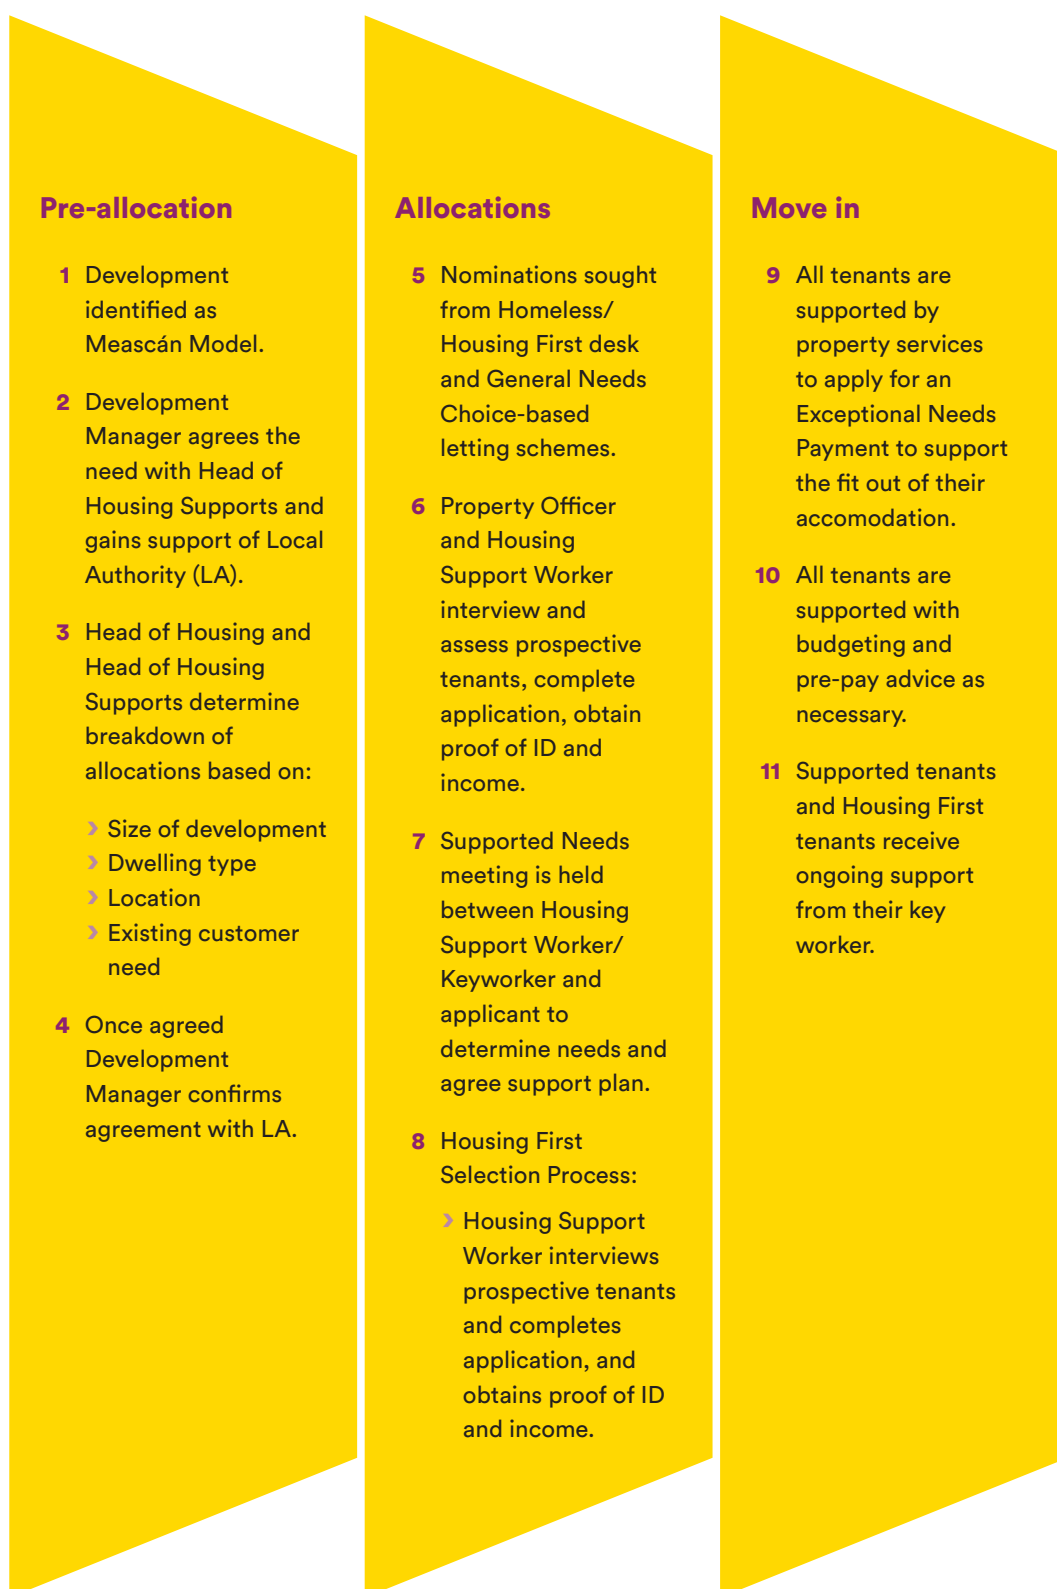 Pre-allocation
1 Development
identified as
Meascán Model.
2 Development
Manager agrees the
need with Head of
Housing Supports and
gains support of Local
Authority (LA).
3 Head of Housing and
Head of Housing
Supports determine
breakdown of
allocations based on:
› Size of development
› Dwelling type
› Location
› Existing customer
need
4 Once agreed
Development
Manager confirms
agreement with LA.
Allocations
5 Nominations sought
from Homeless/
Housing First desk
and General Needs
Choice-based
letting schemes.
6 Property Officer
and Housing
Support Worker
interview and
assess prospective
tenants, complete
application, obtain
proof of ID and
income.
7 Supported Needs
meeting is held
between Housing
Support Worker/
Keyworker and
applicant to
determine needs and
agree support plan.
8 Housing First
Selection Process:
› Housing Support
Worker interviews
prospective tenants
and completes
application, and
obtains proof of ID
and income.
Move in
9 All tenants are
supported by
property services
to apply for an
Exceptional Needs
Payment to support
the fit out of their
accomodation.
10 All tenants are
supported with
budgeting and
pre-pay advice as
necessary.
11 Supported tenants
and Housing First
tenants receive
ongoing support
from their key
worker.